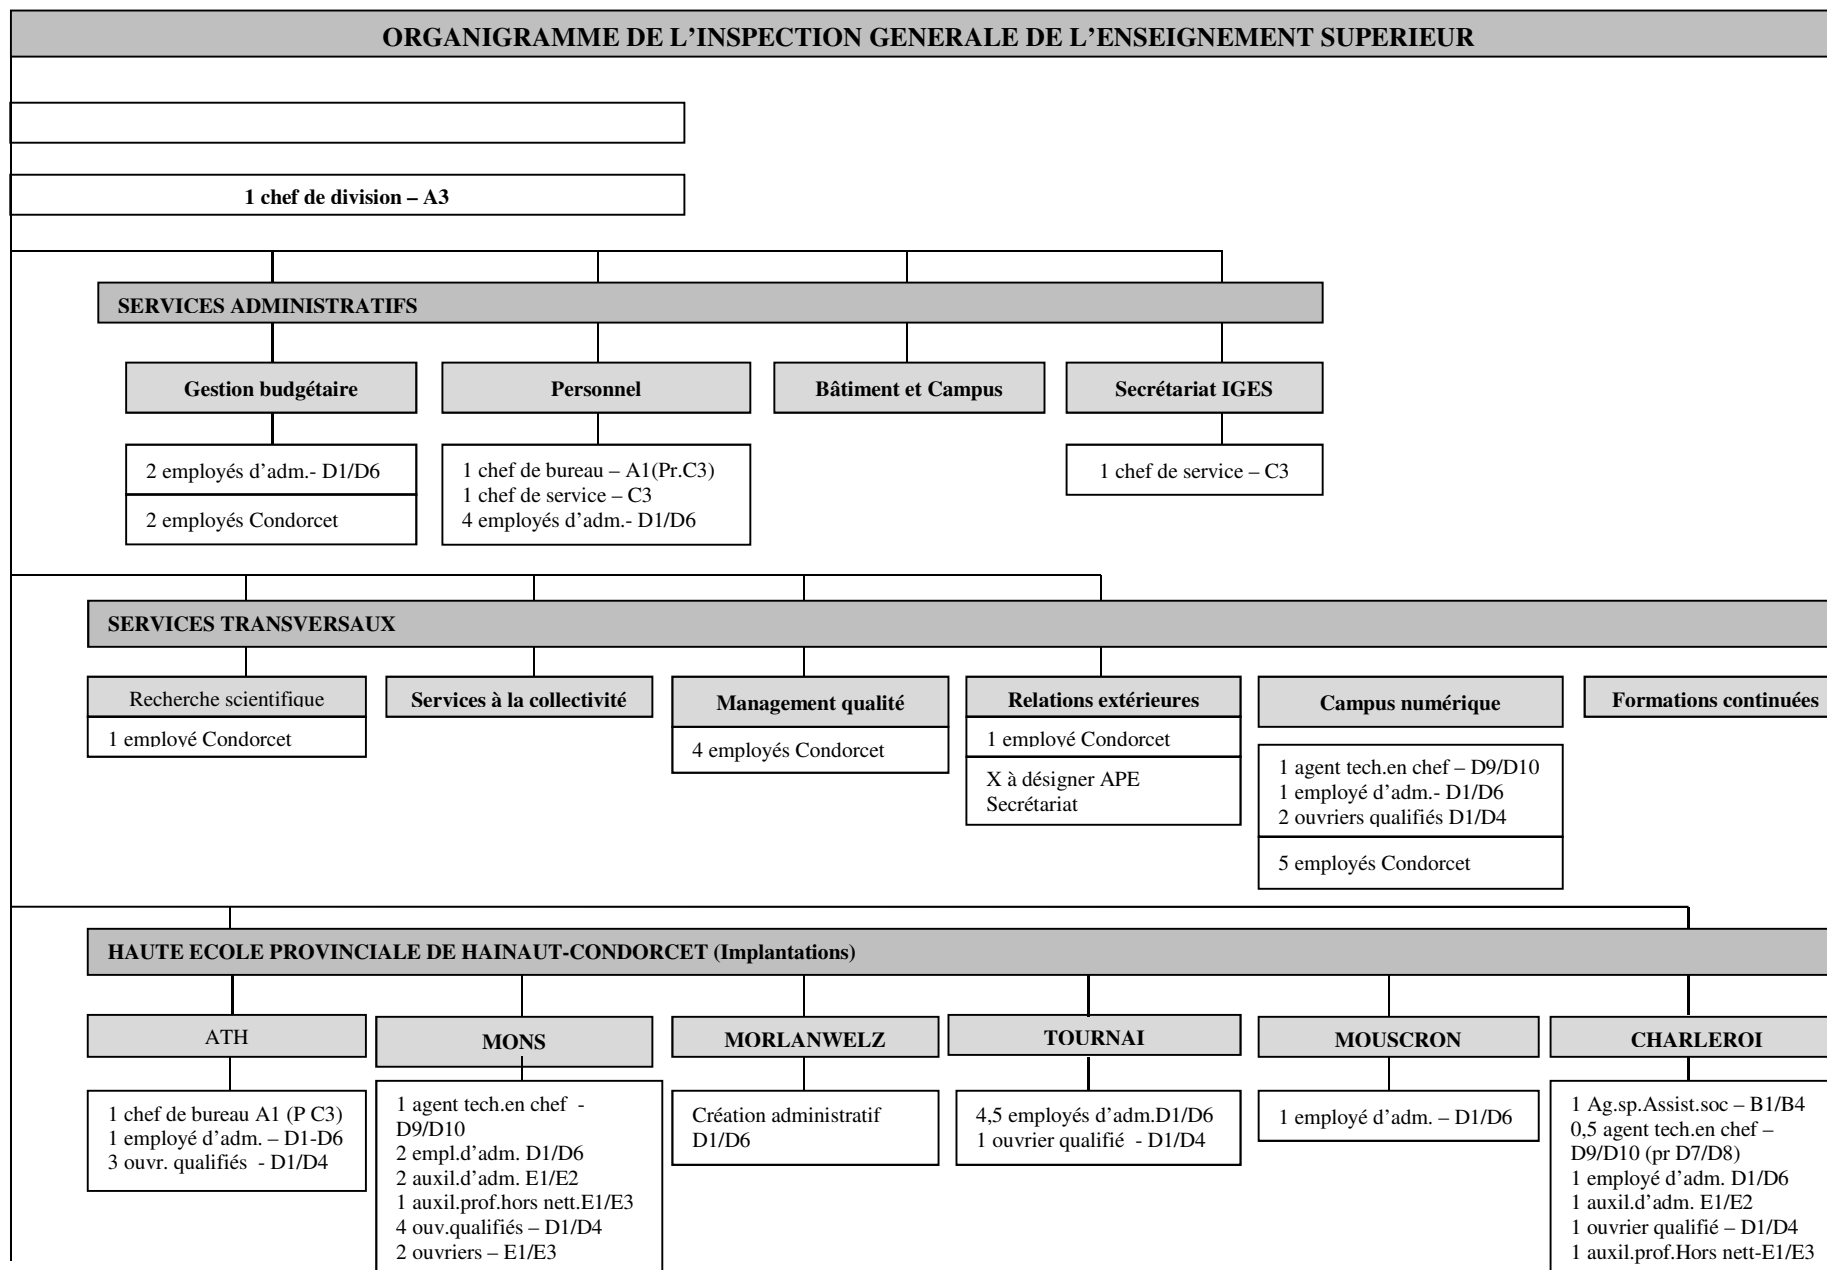 ORGANIGRAMME DE L'INSPECTION GENERALE DE L'ENSEIGNEMENT SUPERIEUR
1 chef de division – A3
SERVICES ADMINISTRATIFS
Gestion budgétaire
Personnel
Bâtiment et Campus
Secrétariat IGES
2 employés d'adm.- D1/D6
2 employés Condorcet
1 chef de bureau – A1(Pr.C3)
1 chef de service – C3
4 employés d'adm.- D1/D6
1 chef de service – C3
SERVICES TRANSVERSAUX
Recherche scientifique
1 employé Condorcet
Services à la collectivité
Management qualité
4 employés Condorcet
Relations extérieures
1 employé Condorcet
X à désigner APE
Secrétariat
Campus numérique
1 agent tech.en chef – D9/D10
1 employé d'adm.- D1/D6
2 ouvriers qualifiés D1/D4
5 employés Condorcet
Formations continuées
HAUTE ECOLE PROVINCIALE DE HAINAUT-CONDORCET (Implantations)
ATH
1 chef de bureau A1 (P C3)
1 employé d'adm. – D1-D6
3 ouvr. qualifiés - D1/D4
MONS
1 agent tech.en chef -
D9/D10
2 empl.d'adm. D1/D6
2 auxil.d'adm. E1/E2
1 auxil.prof.hors nett.E1/E3
4 ouv.qualifiés – D1/D4
2 ouvriers – E1/E3
MORLANWELZ
Création administratif
D1/D6
TOURNAI
4,5 employés d'adm.D1/D6
1 ouvrier qualifié - D1/D4
MOUSCRON
1 employé d'adm. – D1/D6
CHARLEROI
1 Ag.sp.Assist.soc – B1/B4
0,5 agent tech.en chef –
D9/D10 (pr D7/D8)
1 employé d'adm. D1/D6
1 auxil.d'adm. E1/E2
1 ouvrier qualifié – D1/D4
1 auxil.prof.Hors nett-E1/E3